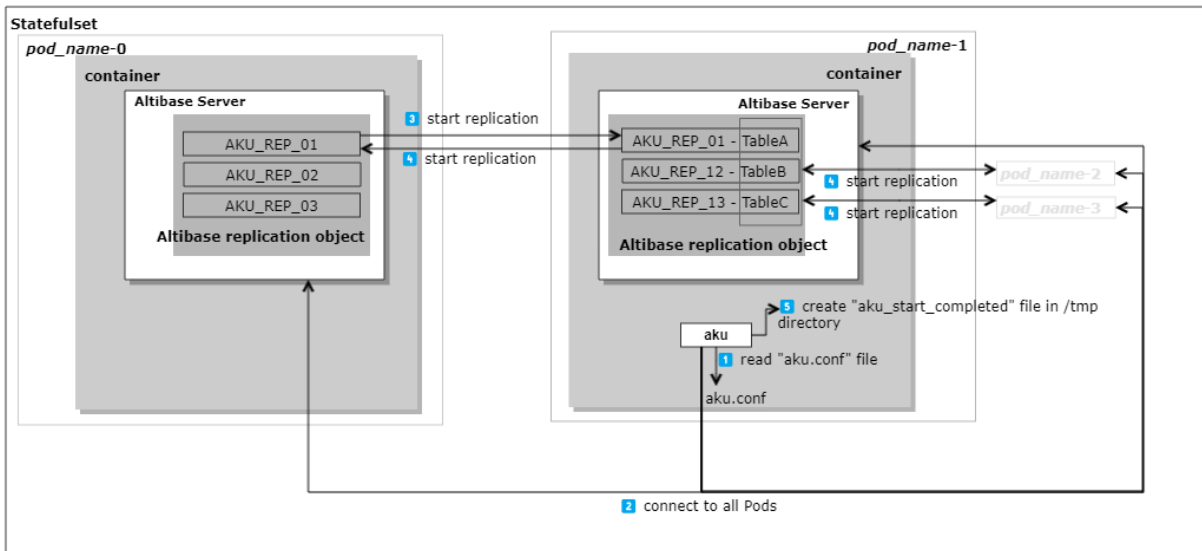 Statefulset
pod_name-0
container
Altibase Server
AKU_REP_01
AKU_REP_02
AKU_REP_03
Altibase replication object
3 start replication
4 start replication
pod_name-1
container
Altibase Server
AKU_REP_01 - TableA
AKU_REP_12 - TableB
AKU_REP_13 - TableC
Altibase replication object
4 start replication
4 start replication
pod_name-2
pod_name-3
5 create "aku_start_completed" file in /tmp
directory
aku
1 read "aku.conf" file
aku.conf
2 connect to all Pods